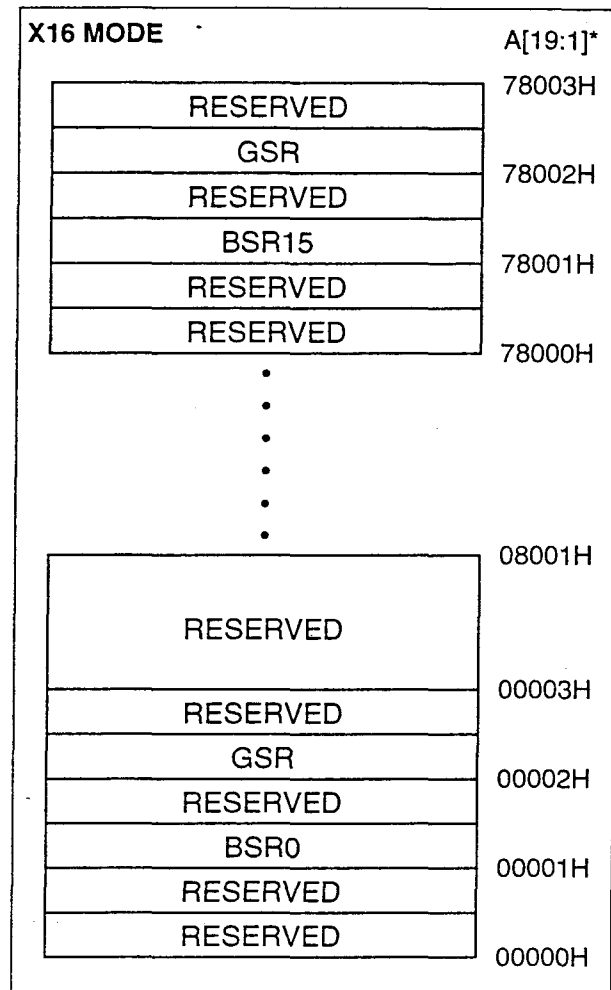 X16 MODE A[19:1]*
78003H
RESERVED
GSR
78002H
RESERVED
BSR15
78001H
RESERVED
RESERVED
78000H
08001H
RESERVED
00003H
RESERVED
GSR
00002H
RESERVED
BSR0
00001H
RESERVED
RESERVED
00000H